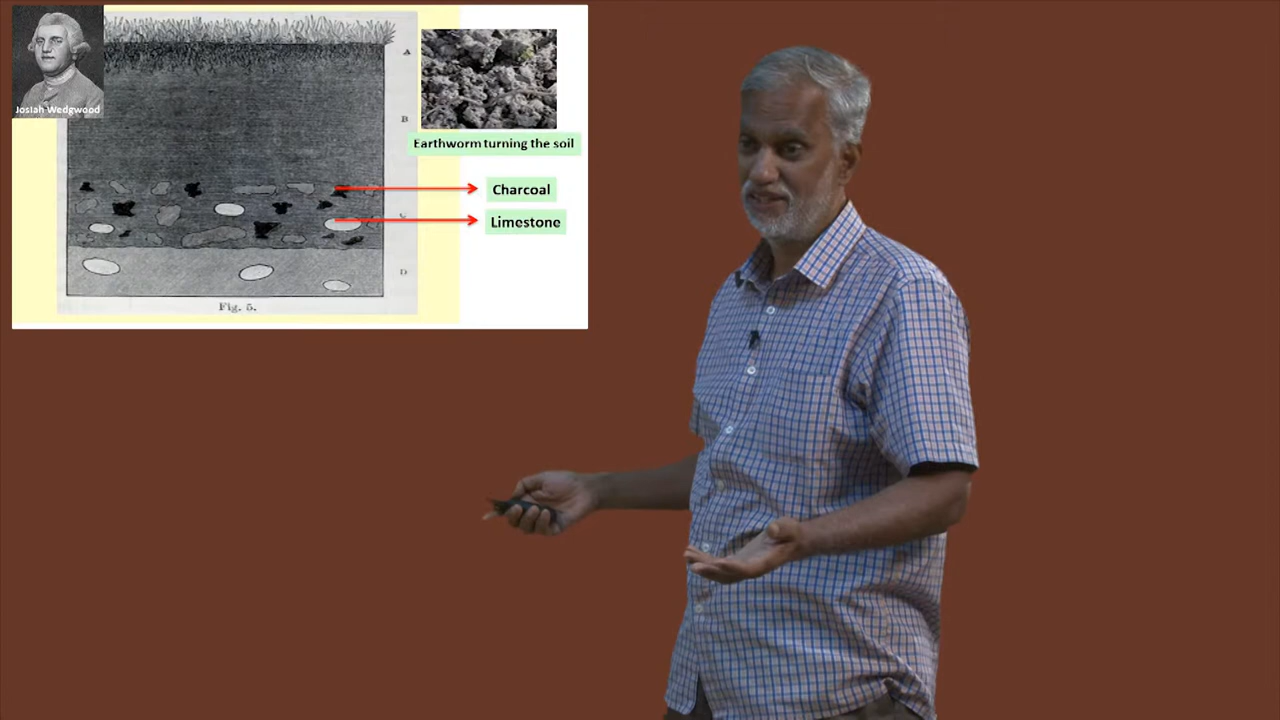 Josiah Wedgwood
A
B
Earthworm turning the soil
Charcoal
C
Limestone
D
Fig. 5.